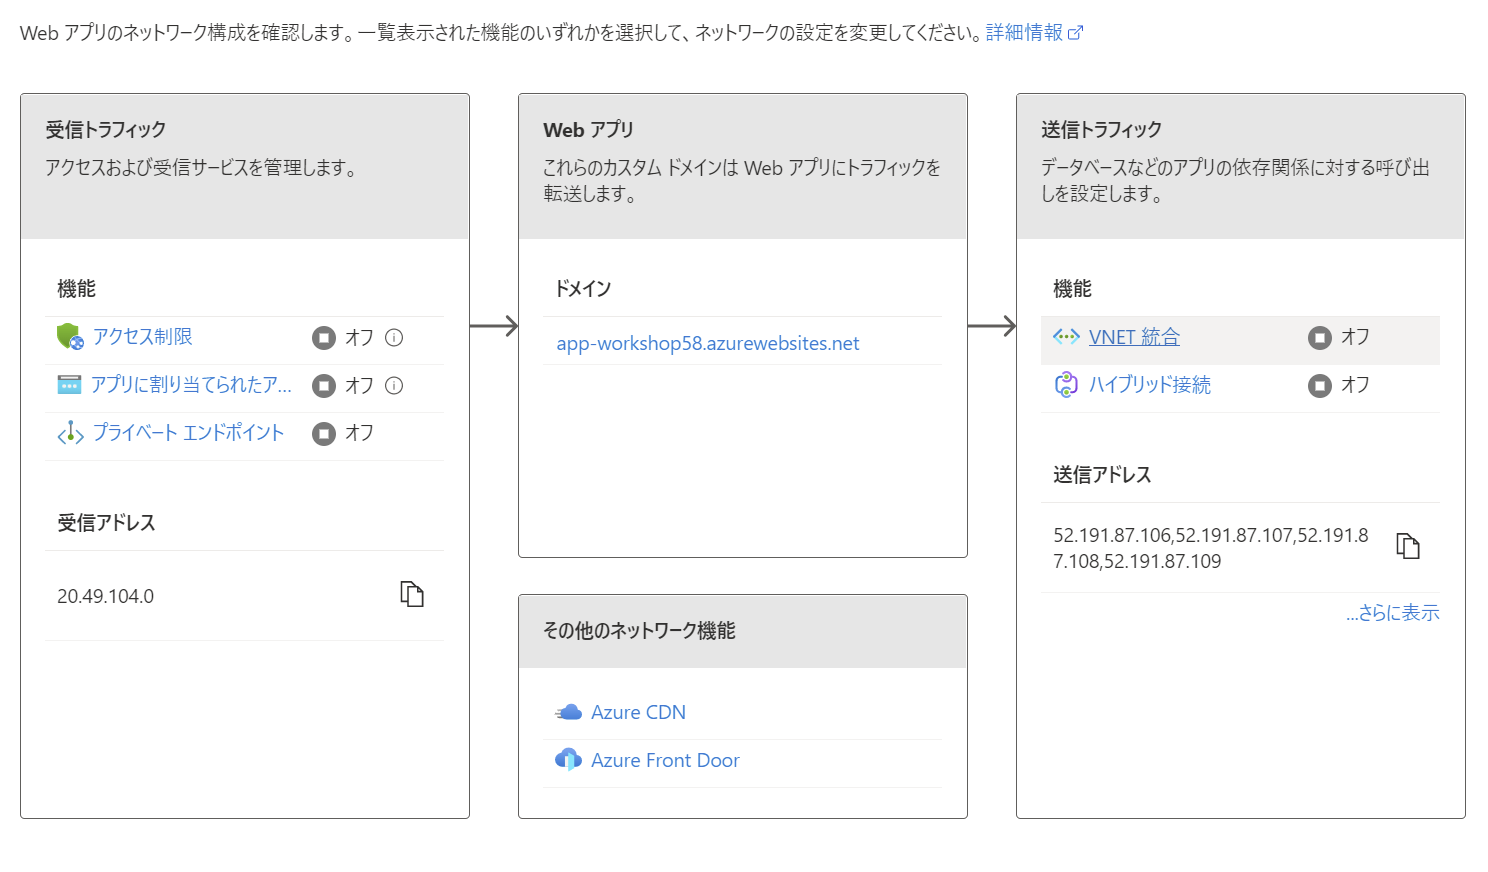 Web アプリのネットワーク構成を確認します。一覧表示された機能のいずれかを選択して、ネットワークの設定を変更してください。詳細情報
受信トラフィック
アクセスおよび受信サービスを管理します。
機能
アクセス制限 オフ
アプリに割り当てられたア... オフ
プライベート エンドポイント オフ
受信アドレス
20.49.104.0
Web アプリ
これらのカスタム ドメインは Web アプリにトラフィックを
転送します。
ドメイン
app-workshop58.azurewebsites.net
その他のネットワーク機能
Azure CDN
Azure Front Door
送信トラフィック
データベースなどのアプリの依存関係に対する呼び出
しを設定します。
機能
VNET 統合 オフ
ハイブリッド接続 オフ
送信アドレス
52.191.87.106,52.191.87.107,52.191.8
7.108,52.191.87.109
...さらに表示